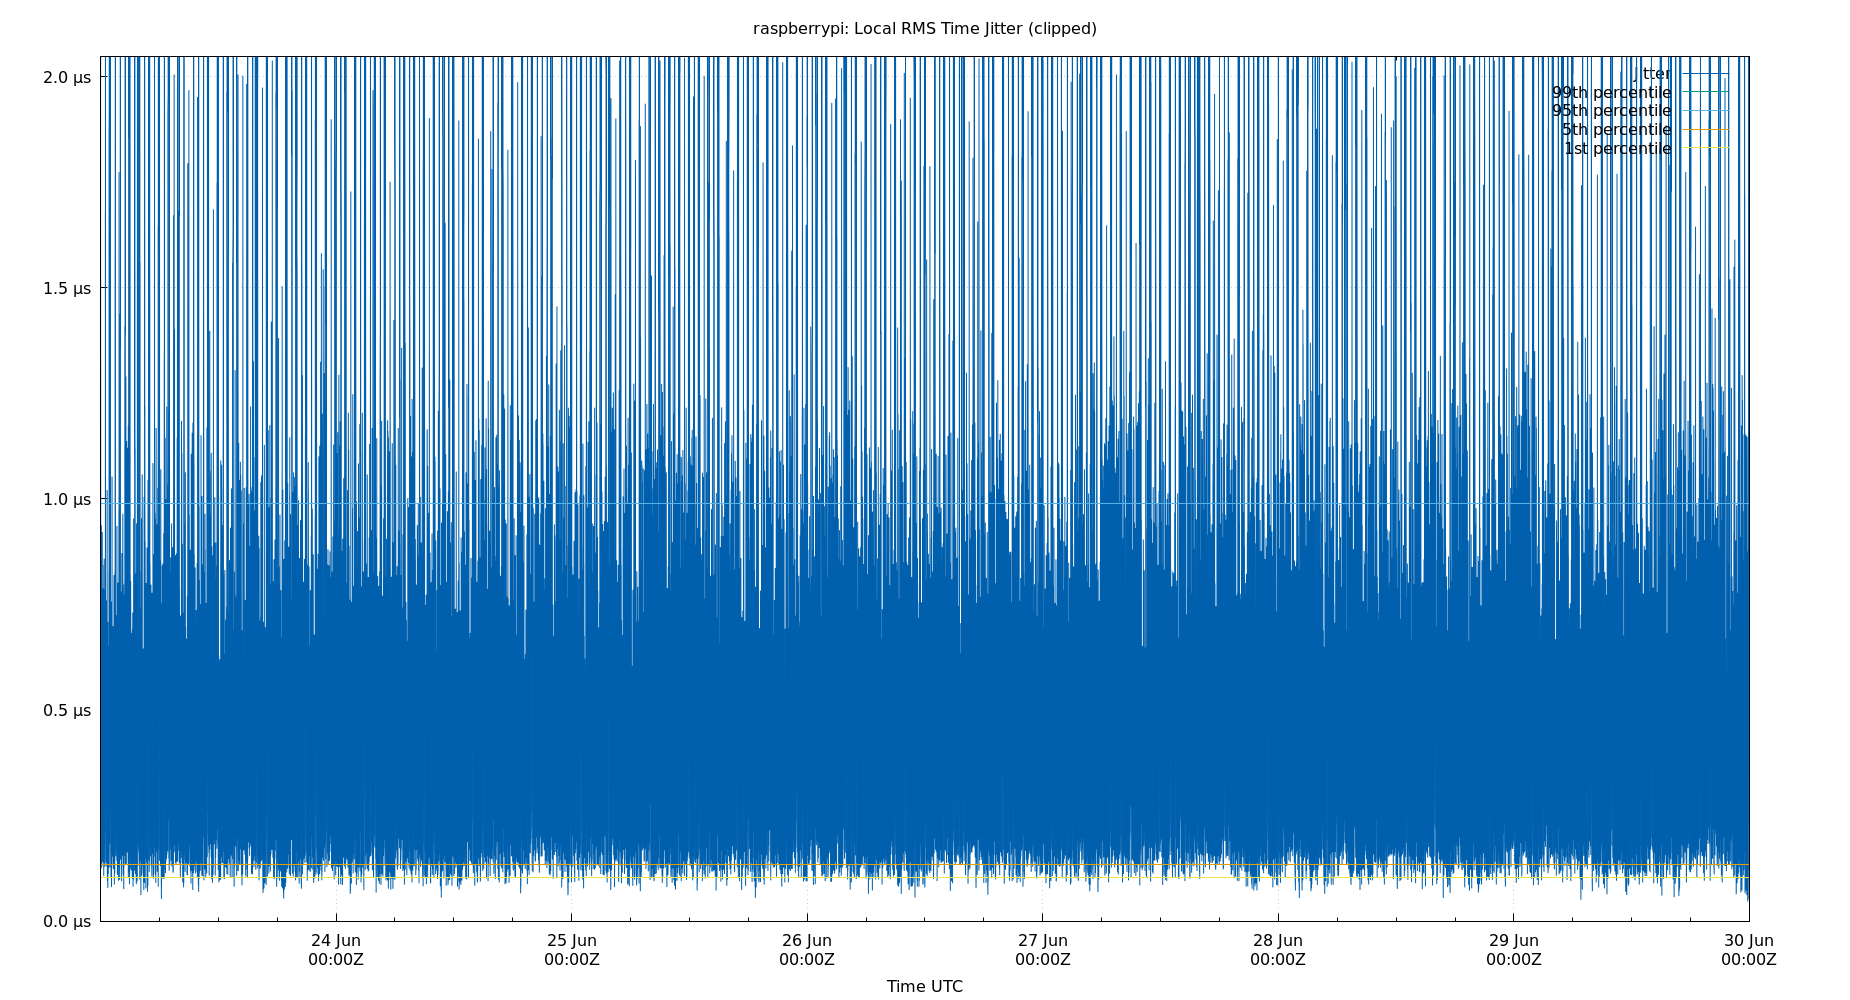 raspberrypi: Local RMS Time Jitter (clipped)
2.0 μs
1.5 μs
1.0 μs
0.5 μs
0.0 μs
jitter
99th percentile
95th percentile
5th percentile
1st percentile
24 Jun 25 Jun 26 Jun 27 Jun 28 Jun 29 Jun 30 Jun
00:00Z 00:00Z 00:00Z 00:00Z 00:00Z 00:00Z 00:00Z
Time UTC